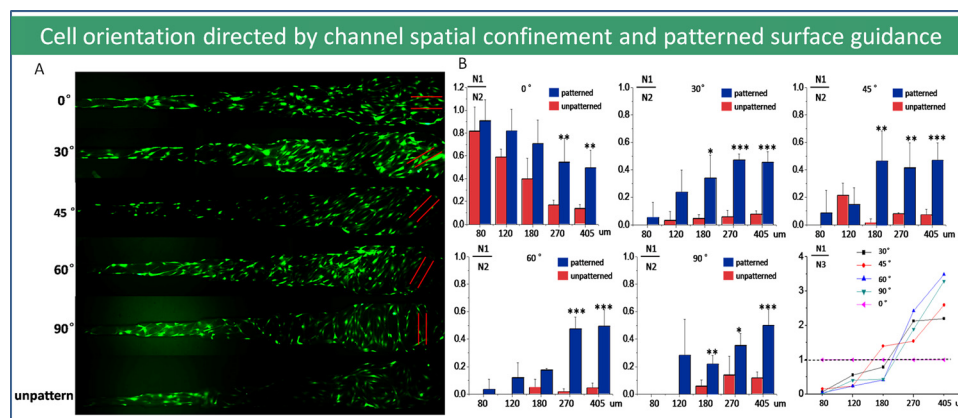 Cell orientation directed by channel spatial confinement and patterned surface guidance
A
0°
30°
45°
60°
90°
unpattern
B
N1
N2
0°
patterned
unpatterned
1.2
1.0
0.8
0.6
0.4
0.2
0.0
**
**
80 120 180 270 405 um
N1
N2
30°
patterned
unpatterned
1.0
0.8
0.6
0.4
0.2
0.0
*
***
***
80 120 180 270 405 um
N1
N2
45°
patterned
unpatterned
1.0
0.8
0.6
0.4
0.2
0.0
**
**
***
80 120 180 270 405 um
N1
N2
60°
patterned
unpatterned
1.0
0.8
0.6
0.4
0.2
0.0
***
***
80 120 180 270 405 um
N1
N2
90°
patterned
unpatterned
1.0
0.8
0.6
0.4
0.2
0.0
**
*
***
80 120 180 270 405 um
N1
N3
30°
45°
60°
90°
0°
4
3
2
1
0
80 120 180 270 405 um